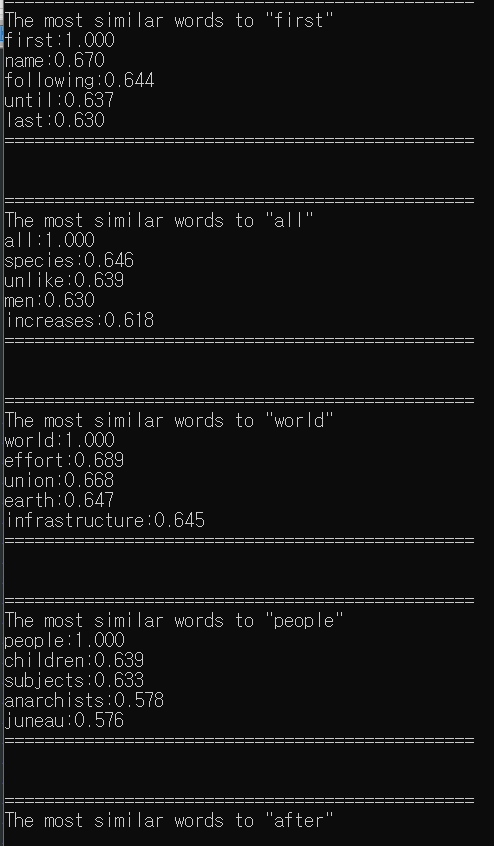 ===============================================
The most similar words to "first"
first:1.000
name:0.670
following:0.644
until:0.637
last:0.630
===============================================
===============================================
The most similar words to "all"
all:1.000
species:0.646
unlike:0.639
men:0.630
increases:0.618
===============================================
===============================================
The most similar words to "world"
world:1.000
effort:0.689
union:0.668
earth:0.647
infrastructure:0.645
===============================================
===============================================
The most similar words to "people"
people:1.000
children:0.639
subjects:0.633
anarchists:0.578
juneau:0.576
===============================================
===============================================
The most similar words to "after"